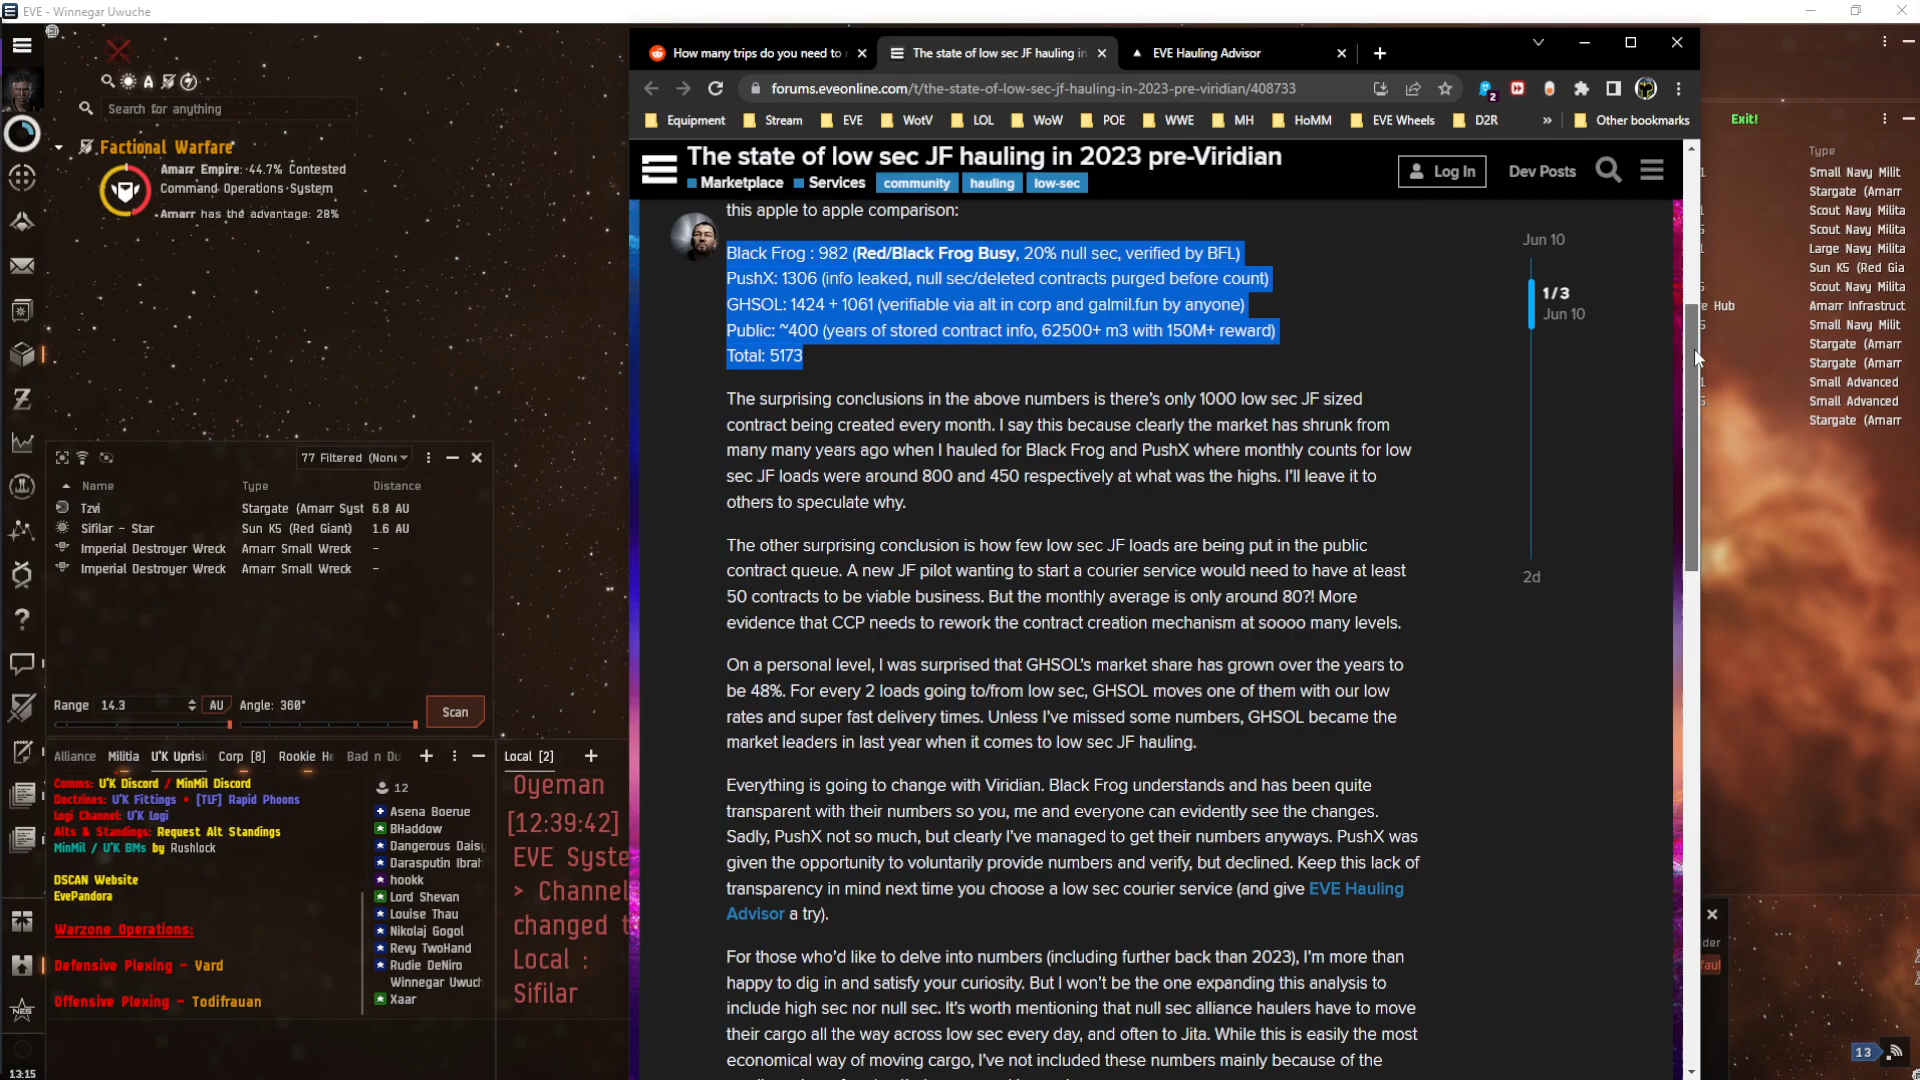 EVE - Winnegar Uwuche
Search for anything
Factional Warfare
Amarr Empire: 44.7% Contested
Command Operations System
Amarr has the advantage: 28%
77 Filtered (None
Name Type Distance
Tzvi Stargate (Amarr Syst 6.8 AU
Sifilar - Star Sun K5 (Red Giant) 1.6 AU
Imperial Destroyer Wreck Amarr Small Wreck -
Imperial Destroyer Wreck Amarr Small Wreck -
Range 14.3 AU Angle: 360° Scan
Alliance Militia U'K Uprisi Corp [8] Rookie He Bad n Du
Comms: U'K Discord / MinMil Discord
Doctrines: U'K Fittings + [TLF] Rapid Phoons
Logi Channel: U'K Logi
Alts & Standings: Request Alt Standings
MinMil / U'K BMs by Rushlock
DSCAN Website
EvePandora
Warzone Operations:
Defensive Plexing - Vard
Offensive Plexing - Todifrauan
12
Asena Boerue
BHaddow
Dangerous Daisy
Darasputin Ibrah
hookk
Lord Shevan
Louise Thau
Nikolaj Gogol
Revy TwoHand
Rudie DeNiro
Winnegar Uwuch
Xaar
Local [2]
Oyeman
[12:39:42]
EVE Syste
> Channel
changed t
Local :
Sifilar
13:15
How many trips do you need to
The state of low sec JF hauling in
EVE Hauling Advisor
forums.eveonline.com/t/the-state-of-low-sec-jf-hauling-in-2023-pre-viridian/408733
2
Equipment Stream EVE WotV LOL WoW POE WWE MH HoMM EVE Wheels D2R » Other bookmarks
The state of low sec JF hauling in 2023 pre-Viridian
Marketplace Services community hauling low-sec
Log In Dev Posts
this apple to apple comparison:
Black Frog : 982 (Red/Black Frog Busy, 20% null sec, verified by BFL)
PushX: 1306 (info leaked, null sec/deleted contracts purged before count)
GHSOL: 1424 + 1061 (verifiable via alt in corp and galmil.fun by anyone)
Public: ~400 (years of stored contract info, 62500+ m3 with 150M+ reward)
Total: 5173
The surprising conclusions in the above numbers is there's only 1000 low sec JF sized
contract being created every month. I say this because clearly the market has shrunk from
many many years ago when I hauled for Black Frog and PushX where monthly counts for low
sec JF loads were around 800 and 450 respectively at what was the highs. I'll leave it to
others to speculate why.
The other surprising conclusion is how few low sec JF loads are being put in the public
contract queue. A new JF pilot wanting to start a courier service would need to have at least
50 contracts to be viable business. But the monthly average is only around 80?! More
evidence that CCP needs to rework the contract creation mechanism at soooo many levels.
On a personal level, I was surprised that GHSOL's market share has grown over the years to
be 48%. For every 2 loads going to/from low sec, GHSOL moves one of them with our low
rates and super fast delivery times. Unless I've missed some numbers, GHSOL became the
market leaders in last year when it comes to low sec JF hauling.
Everything is going to change with Viridian. Black Frog understands and has been quite
transparent with their numbers so you, me and everyone can evidently see the changes.
Sadly, PushX not so much, but clearly I've managed to get their numbers anyways. PushX was
given the opportunity to voluntarily provide numbers and verify, but declined. Keep this lack of
transparency in mind next time you choose a low sec courier service (and give EVE Hauling
Advisor a try).
For those who'd like to delve into numbers (including further back than 2023), I'm more than
happy to dig in and satisfy your curiosity. But I won't be the one expanding this analysis to
include high sec nor null sec. It's worth mentioning that null sec alliance haulers have to move
their cargo all the way across low sec every day, and often to Jita. While this is easily the most
economical way of moving cargo, I've not included these numbers mainly because of the
Jun 10
1/3
Jun 10
2d
Exit!
Type
Small Navy Milit
Stargate (Amarr
Scout Navy Milita
Scout Navy Milita
Large Navy Milita
Sun K5 (Red Gia
Scout Navy Milita
e Hub Amarr Infrastruct
Small Navy Milit
Stargate (Amarr
Stargate (Amarr
Small Advanced
Small Advanced
Stargate (Amarr
der
faul
13